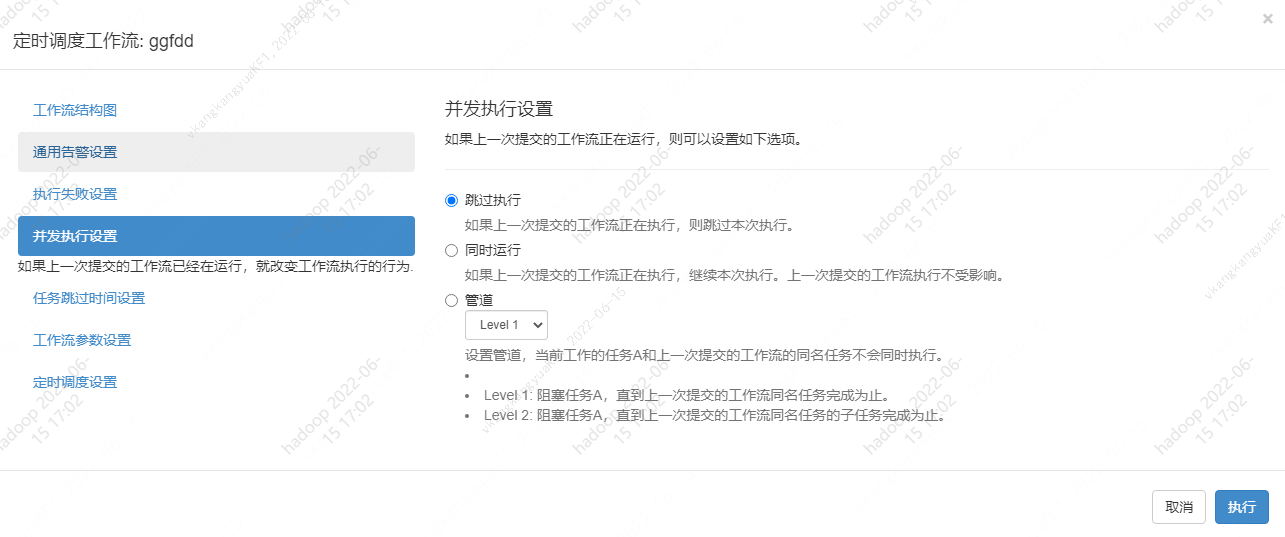 ×
定时调度工作流: ggfdd
工作流结构图
通用告警设置
执行失败设置
并发执行设置
如果上一次提交的工作流已经在运行，就改变工作流执行的行为.
任务跳过时间设置
工作流参数设置
定时调度设置
并发执行设置
如果上一次提交的工作流正在运行，则可以设置如下选项。
跳过执行
如果上一次提交的工作流正在执行，则跳过本次执行。
同时运行
如果上一次提交的工作流正在执行，继续本次执行。上一次提交的工作流执行不受影响。
管道
Level 1
设置管道，当前工作的任务A和上一次提交的工作流的同名任务不会同时执行。
•
• Level 1: 阻塞任务A，直到上一次提交的工作流同名任务完成为止。
• Level 2: 阻塞任务A，直到上一次提交的工作流同名任务的子任务完成为止。
取消
执行
hadoop 2022-06-
15 17:02